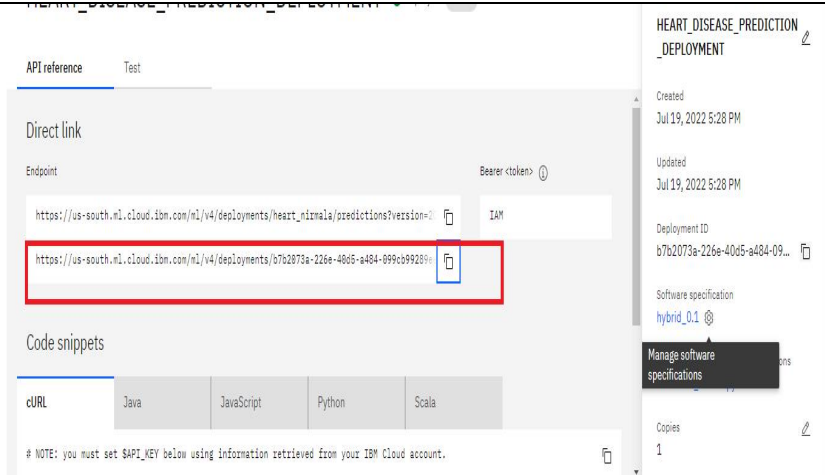 HEART_DISEASE_PREDICTION_DEPLOYMENT
API reference
Test
Direct link
Endpoint
Bearer <token>
https://us-south.ml.cloud.ibm.com/ml/v4/deployments/heart_nirmala/predictions?version=2
IAM
https://us-south.ml.cloud.ibm.com/ml/v4/deployments/b7b2073a-226e-40d5-a484-099cb99289e
Code snippets
cURL
Java
JavaScript
Python
Scala
# NOTE: you must set $API_KEY below using information retrieved from your IBM Cloud account.
HEART_DISEASE_PREDICTION
_DEPLOYMENT
Created
Jul 19, 2022 5:28 PM
Updated
Jul 19, 2022 5:28 PM
Deployment ID
b7b2073a-226e-40d5-a484-09...
Software specification
hybrid_0.1
Manage software
specifications
Copies
1